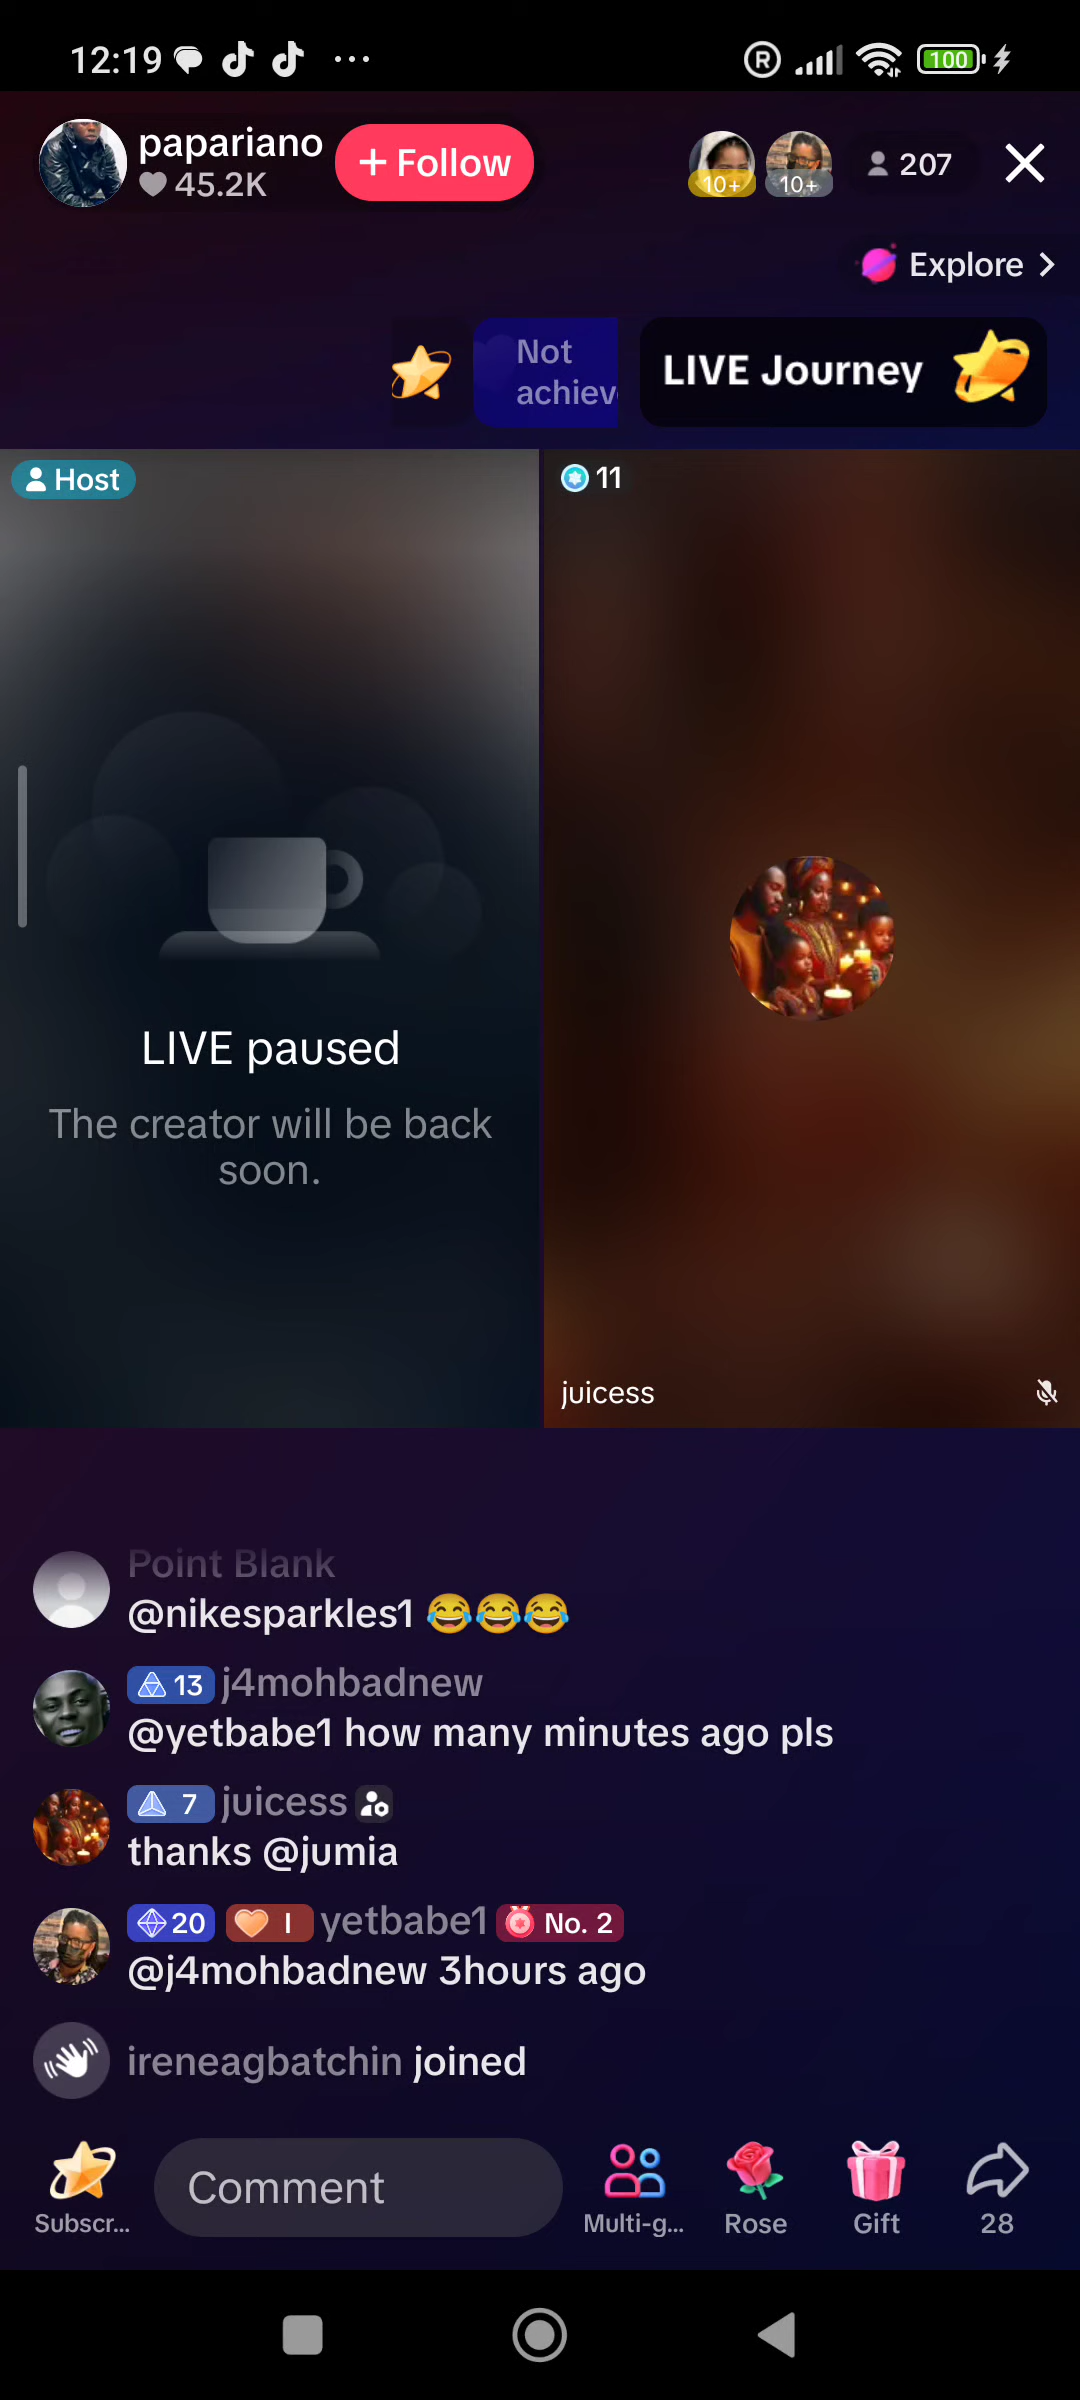 12:19
100
papariano
45.2K
+ Follow
10+
10+
207
Explore
Not
achiev
LIVE Journey
Host
11
LIVE paused
The creator will be back
soon.
juicess
Point Blank
@nikesparkles1 😂😂😂
13 j4mohbadnew
@yetbabe1 how many minutes ago pls
7 juicess
thanks @jumia
20 I yetbabe1 No. 2
@j4mohbadnew 3hours ago
ireneagbatchin joined
Subscr...
Comment
Multi-g...
Rose
Gift
28